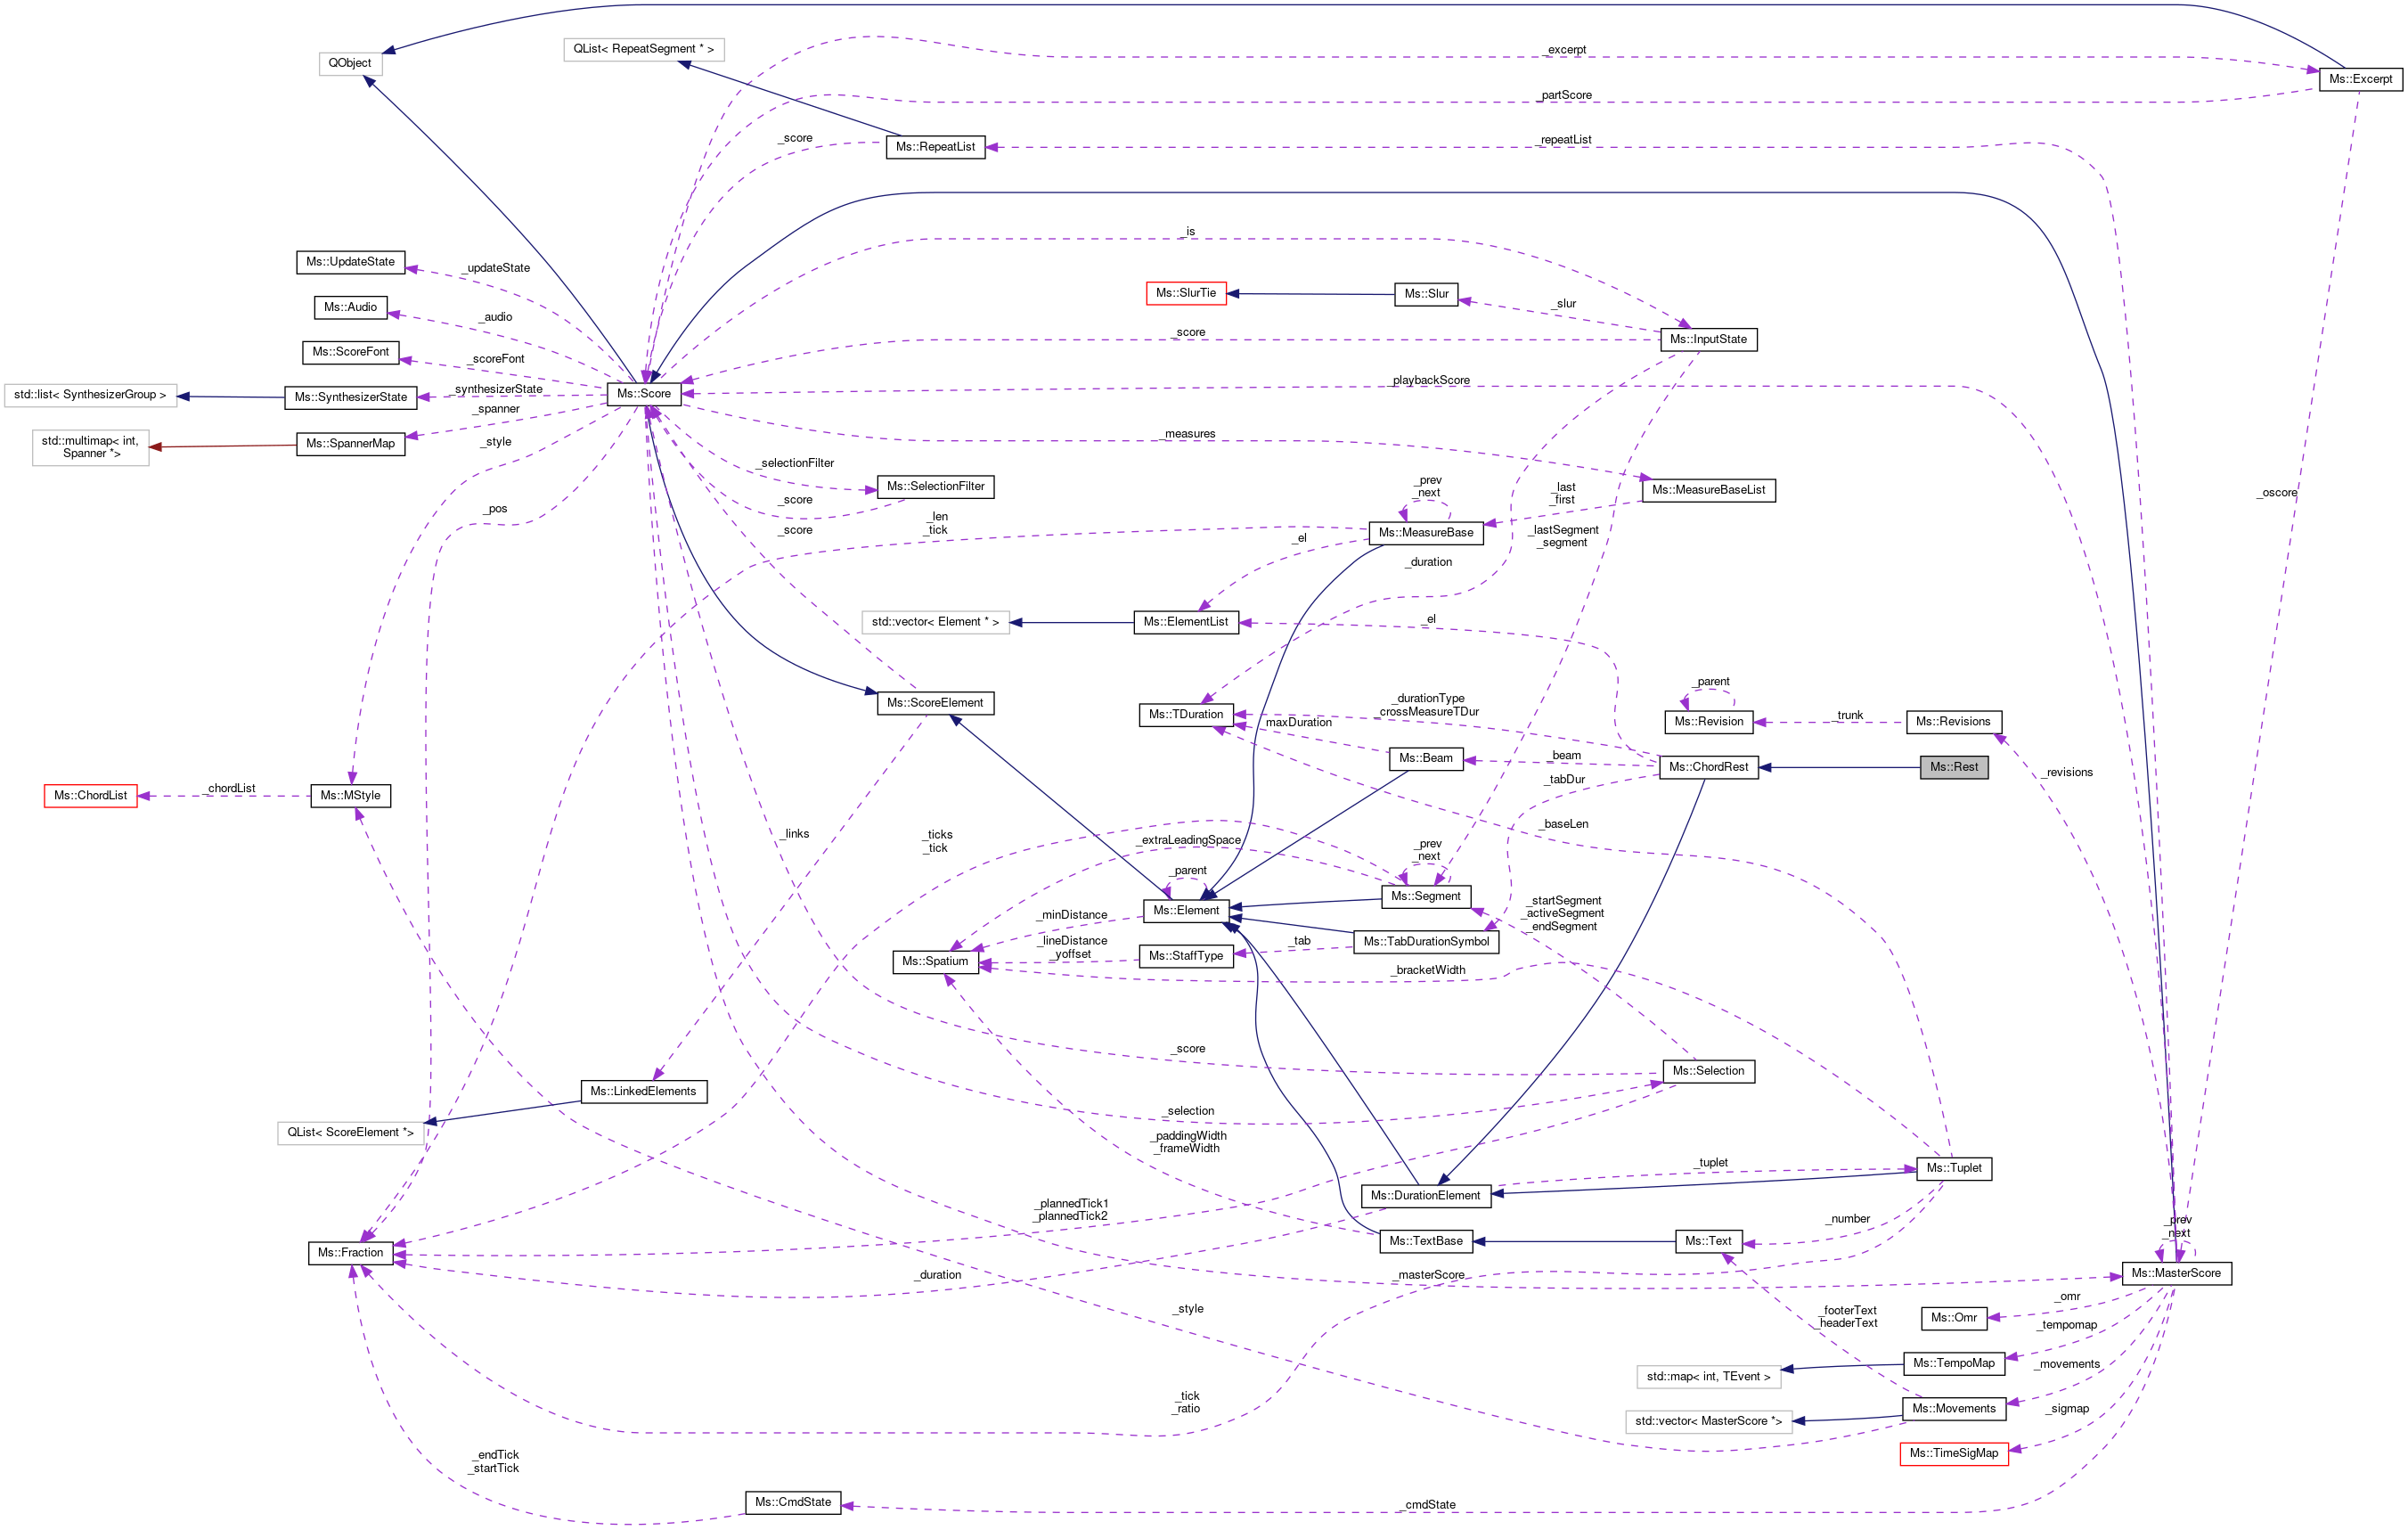 _excerpt
QList< RepeatSegment * >
QObject
Ms::Excerpt
_partScore
_score
_repeatList
Ms::RepeatList
_is
Ms::UpdateState
_updateState
Ms::SlurTie
Ms::Slur
_slur
Ms::Audio
_audio
_score
Ms::InputState
Ms::ScoreFont
_scoreFont
_playbackScore
std::list< SynthesizerGroup >
Ms::SynthesizerState
_synthesizerState
Ms::Score
_spanner
std::multimap< int,
Spanner *>
Ms::SpannerMap
_style
_measures
_selectionFilter
Ms::SelectionFilter
_score
_last
_first
Ms::MeasureBaseList
_prev
_next
_oscore
_pos
_len
_tick
_score
Ms::MeasureBase
_lastSegment
_segment
_el
_duration
std::vector< Element * >
Ms::ElementList
_el
_parent
Ms::ScoreElement
_durationType
_crossMeasureTDur
Ms::TDuration
maxDuration
Ms::Revision
_trunk
Ms::Revisions
Ms::Beam
_beam
Ms::ChordRest
Ms::Rest
_revisions
_tabDur
Ms::ChordList
_chordList
Ms::MStyle
_baseLen
_links
_ticks
_tick
_extraLeadingSpace
_prev
_next
_parent
Ms::Segment
_startSegment
_activeSegment
_endSegment
Ms::Element
_minDistance
_lineDistance
_yoffset
_tab
Ms::TabDurationSymbol
Ms::Spatium
Ms::StaffType
_bracketWidth
_score
Ms::Selection
Ms::LinkedElements
_selection
QList< ScoreElement *>
_paddingWidth
_frameWidth
_tuplet
Ms::Tuplet
Ms::DurationElement
_plannedTick1
_plannedTick2
_number
_prev
_next
Ms::TextBase
Ms::Text
Ms::Fraction
_duration
_masterScore
Ms::MasterScore
_omr
_style
_footerText
_headerText
Ms::Omr
_tempomap
Ms::TempoMap
std::map< int, TEvent >
_movements
_tick
_ratio
Ms::Movements
std::vector< MasterScore *>
_sigmap
Ms::TimeSigMap
_endTick
_startTick
Ms::CmdState
_cmdState